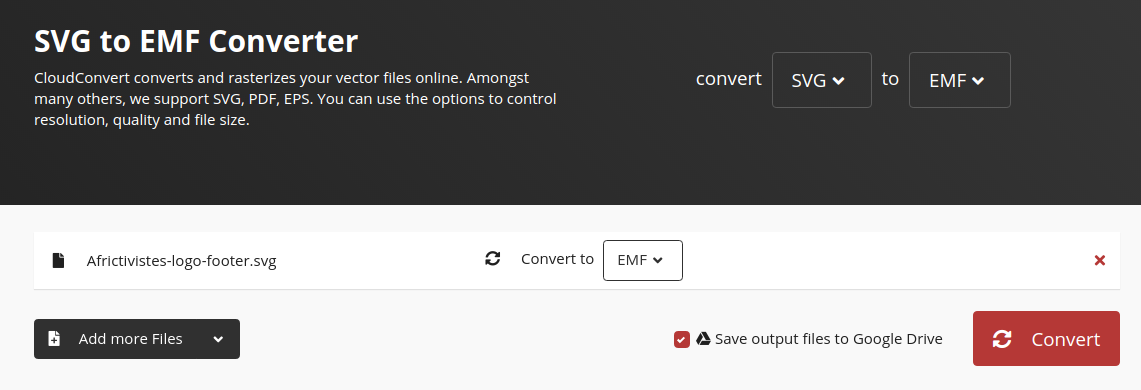 SVG to EMF Converter
CloudConvert converts and rasterizes your vector files online. Amongst
many others, we support SVG, PDF, EPS. You can use the options to control
resolution, quality and file size.
convert SVG to EMF
Africtivistes-logo-footer.svg Convert to EMF
Add more Files Save output files to Google Drive Convert